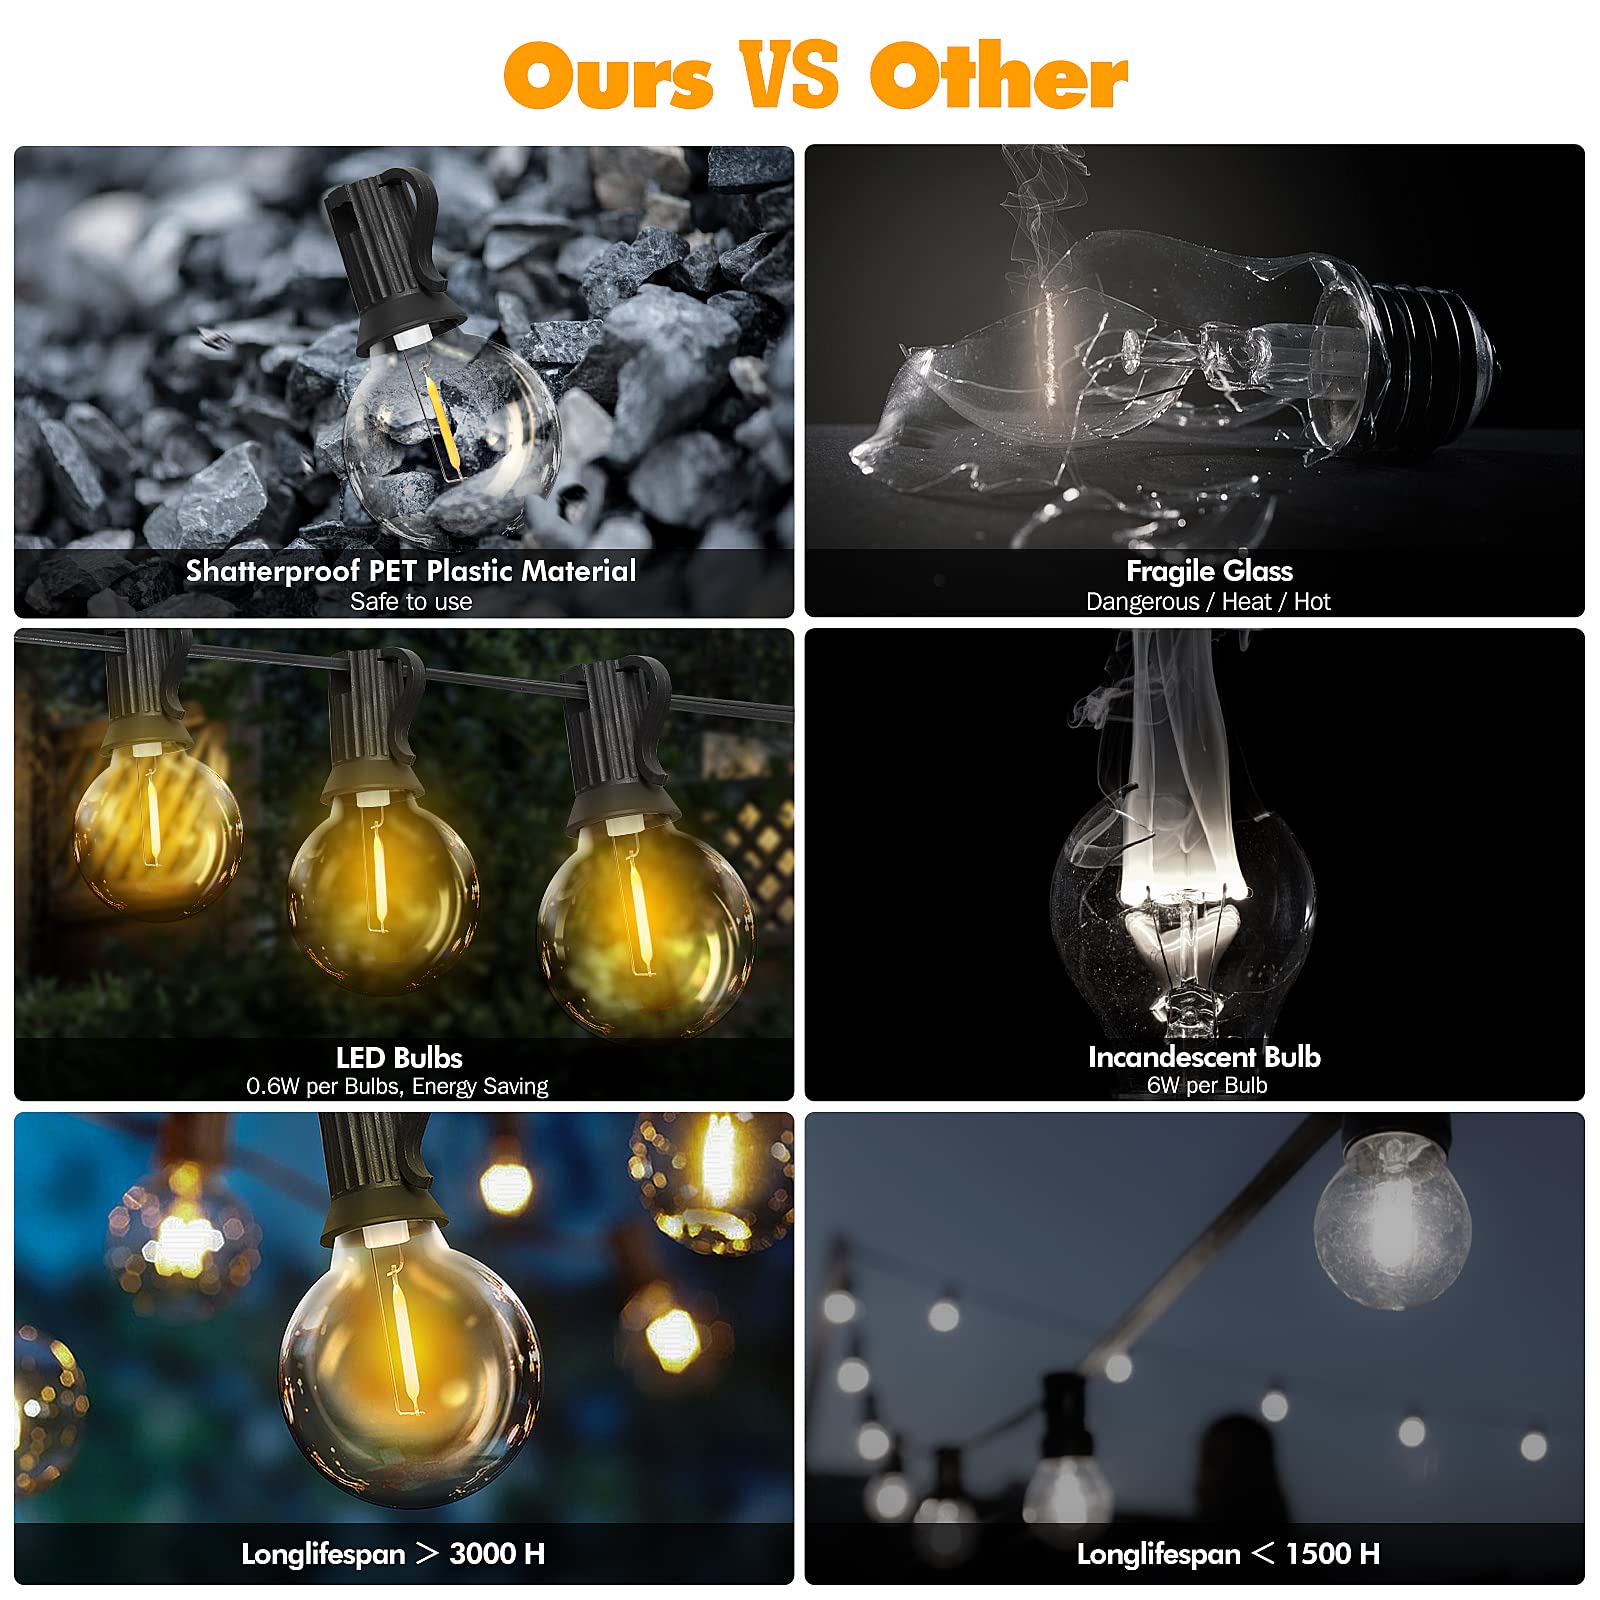 Ours VS Other
Shatterproof PET Plastic Material
Safe to use
Fragile Glass
Dangerous / Heat / Hot
LED Bulbs
0.6W per Bulbs, Energy Saving
Incandescent Bulb
6W per Bulb
Longlifespan > 3000 H
Longlifespan < 1500 H